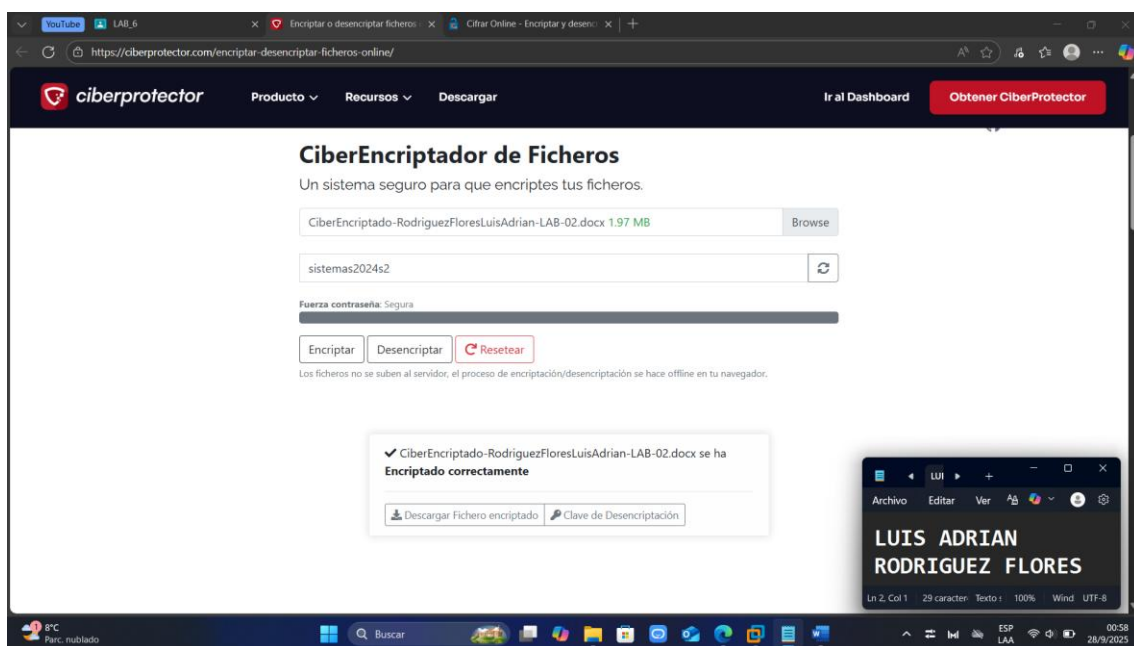 YouTube
LAB_6
Encriptar o desencriptar ficheros
Cifrar Online - Encriptar y desenc
https://ciberprotector.com/encriptar-desencriptar-ficheros-online/
ciberprotector
Producto
Recursos
Descargar
Ir al Dashboard
Obtener CiberProtector
CiberEncriptador de Ficheros
Un sistema seguro para que encriptes tus ficheros.
CiberEncriptado-RodriguezFloresLuisAdrian-LAB-02.docx 1.97 MB
Browse
sistemas2024s2
Fuerza contraseña: Segura
Encriptar
Desencriptar
Resetear
Los ficheros no se suben al servidor, el proceso de encriptación/desencriptación se hace offline en tu navegador.
CiberEncriptado-RodriguezFloresLuisAdrian-LAB-02.docx se ha
Encriptado correctamente
Descargar Fichero encriptado
Clave de Desencriptación
LUI
Archivo
Editar
Ver
LUIS ADRIAN
RODRIGUEZ FLORES
Ln 2, Col 1
29 caracter
Texto
100%
Wind
UTF-8
1
8°C
Parc. nublado
Buscar
ESP
LAA
00:58
28/9/2025